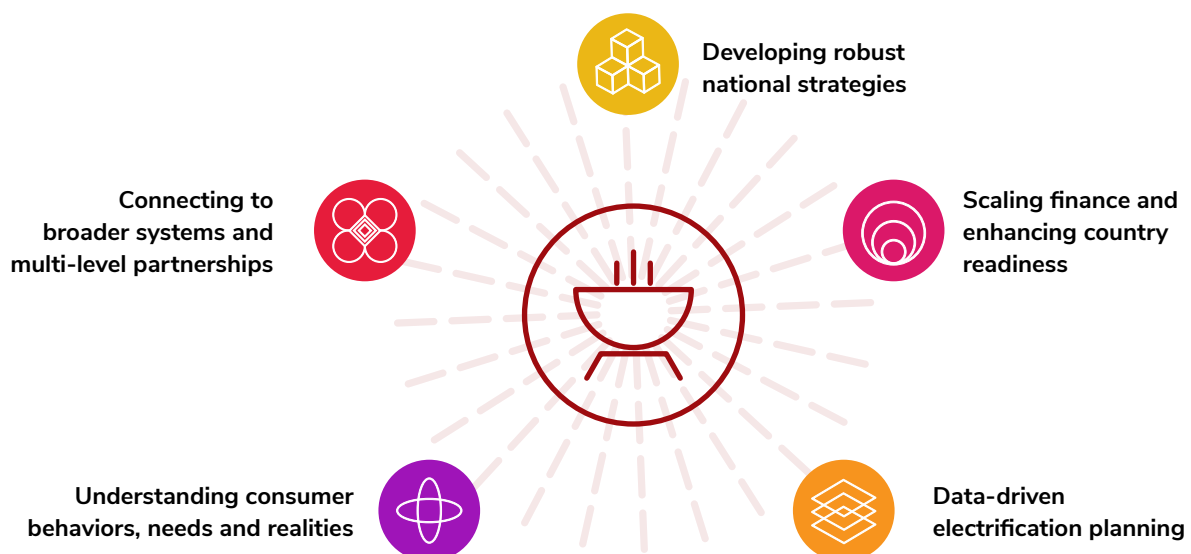 Developing robust
national strategies
Connecting to
broader systems and
multi-level partnerships
Scaling finance and
enhancing country
readiness
Understanding consumer
behaviors, needs and realities
Data-driven
electrification planning